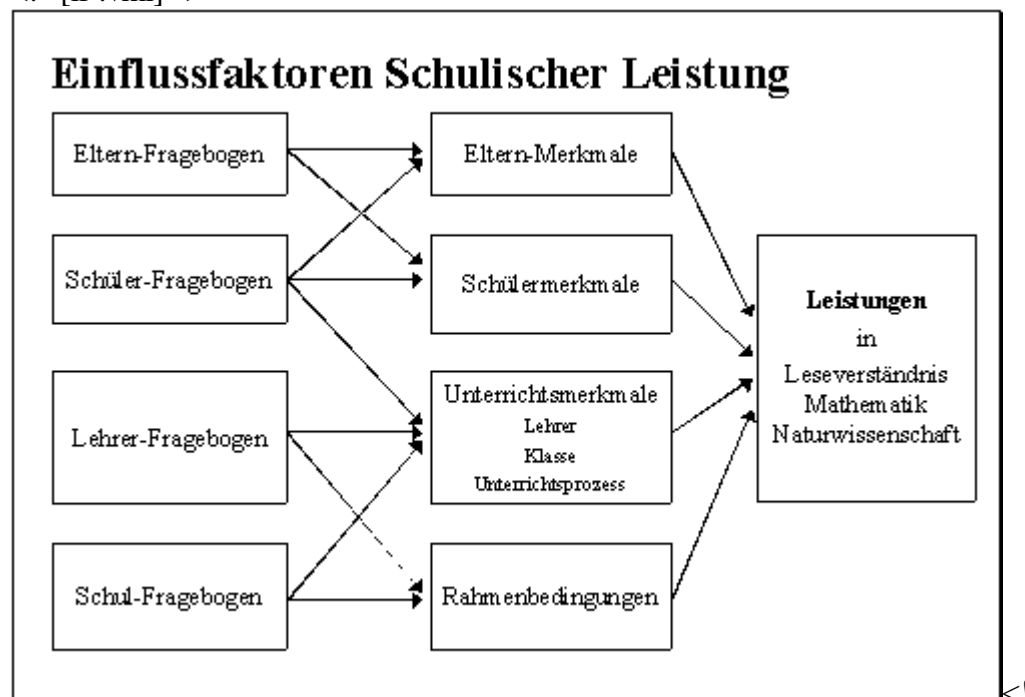 Einflussfaktoren Schulischer Leistung
Eltern-Fragebogen
Eltern-Merkmale
Schüler-Fragebogen
Schülermerkmale
Leistungen
in
Leseverständnis
Mathematik
Naturwissenschaft
Lehrer-Fragebogen
Unterrichtsmerkmale
Lehrer
Klasse
Unterrichtsprozess
Schul-Fragebogen
Rahmenbedingungen